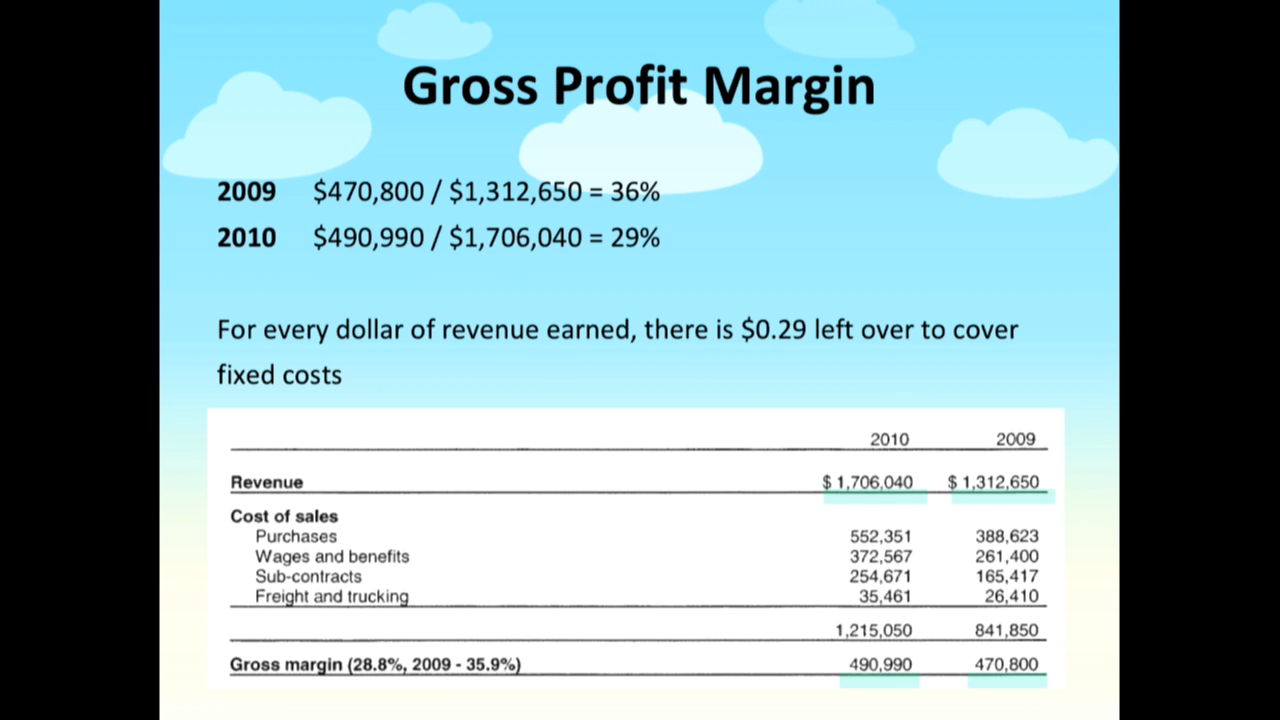 Gross Profit Margin
2009 $470,800 / $1,312,650 = 36%
2010 $490,990 / $1,706,040 = 29%
For every dollar of revenue earned, there is $0.29 left over to cover
fixed costs
2010 2009
Revenue $ 1,706,040 $ 1,312,650
Cost of sales
Purchases 552,351 388,623
Wages and benefits 372,567 261,400
Sub-contracts 254,671 165,417
Freight and trucking 35,461 26,410
1,215,050 841,850
Gross margin (28.8%, 2009 - 35.9%) 490,990 470,800